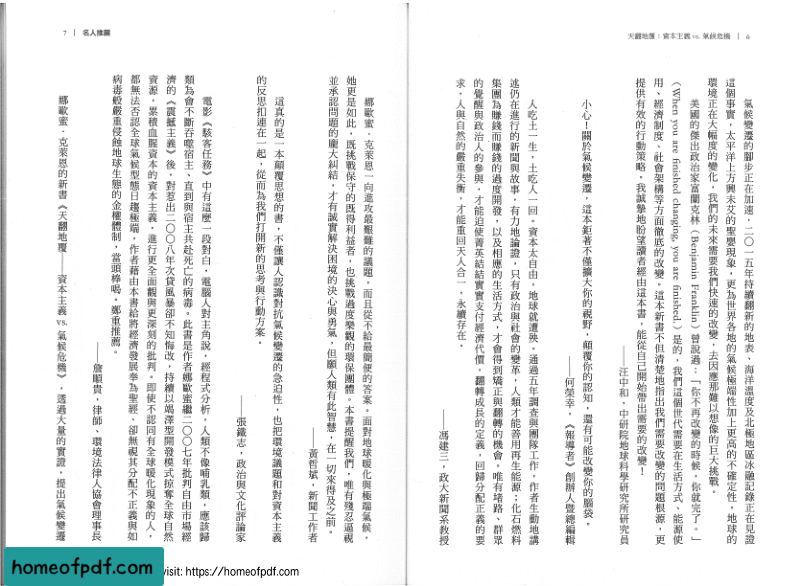 天翻地覆:資本主義 vs. 氣候危機 | 6
氣候變遷的腳步正在加速,二○一五年持續翻新的地表、海洋溫度及北極地區冰融記錄正在見證
這個事實,太平洋上方興未艾的聖嬰現象,更為世界各地的氣候極端性加上更高的不確定性,地球的
環境正在大幅度的變化,我們的未來需要我們快速的改變,去因應那難以想像的巨大挑戰。
美國的傑出政治家富蘭克林(Benjamin Franklin)曾說過:「你不再改變的時候,你就完了。」
(When you are finished changing, you are finished.)是的,我們這個世代需要在生活方式、能源使
用、經濟制度、社會架構等方面徹底的改變。這本新書不但清楚地指出我們需要改變的問題根源,更
提供有效的行動策略,我誠摯地盼望讀者經由這本書,能從自己開始帶出需要的改變!
——汪中和,中研院地球科學研究所研究員
小心!關於氣候變遷,這本鉅著不僅擴大你的視野,顛覆你的認知,還有可能改變你的腦袋。
——何榮幸,《報導者》創辦人暨總編輯
人吃土一生,土吃人一回。資本太自由,地球就遭殃。通過五年調查與團隊工作,作者生動地講
述仍在進行的新聞與故事,有力地論證,只有政治與社會的變革,人類才能善用再生能源;化石燃料
集團為賺錢而賺錢的過度開發,以及相應的生活方式,才會得到矯正與翻轉的機會,唯有堵路、群眾
的覺醒與政治人的參與,才能迫使菁英結結實實支付經濟代價,翻轉成長的定義,回歸分配正義的要
求,人與自然的嚴重失衡,才能重回天人合一,永續存在。
——馮建三,政大新聞系教授
7 | 名人推薦
娜歐蜜.克萊恩一向進攻最艱難的議題,而且從不給最簡便的答案。面對地球暖化與極端氣候,
她更是如此,既挑戰保守的既得利益者,也挑戰過度樂觀的環保團體。本書提醒我們,唯有殘忍逼視
並承認問題的龐大糾結,才有誠實解決困境的決心與勇氣,但願人類有此智慧,在一切來得及之前。
——黃哲斌,新聞工作者
這真的是一本顛覆思想的書,不僅讓人認識對抗氣候變遷的急迫性,也把環境議題和對資本主義
的反思扣連在一起,從而為我們打開新的思考與行動方案。
——張鐵志,政治與文化評論家
電影《駭客任務》中有這麼一段對白,電腦人對主角說,經程式分析,人類不像哺乳類,應該歸
類為會不斷吞噬宿主、直到與宿主共赴死亡的病毒。此書是作者娜歐蜜繼二○○七年批判自由市場經
濟的《震撼主義》後,對惹出二○○八年次貸風暴卻不知悔改,持續以竭澤型開發模式掠奪全球自然
資源,累積血腥資本的資本主義,進行更全面觀與更深刻的批判。即使不認同有全球暖化現象的人,
都無法否認全球氣候型態日趨極端,作者藉由本書給將經濟發展奉為聖經、卻無視其分配不正義與如
病毒般嚴重侵蝕地球生態的金權體制,當頭棒喝,鄭重推薦。
——詹順貴,律師、環境法律人協會理事長
娜歐蜜.克萊恩的新書《天翻地覆——資本主義 vs. 氣候危機》,透過大量的實證,提出氣候變遷
homeofpdf.com
visit: https://homeofpdf.com